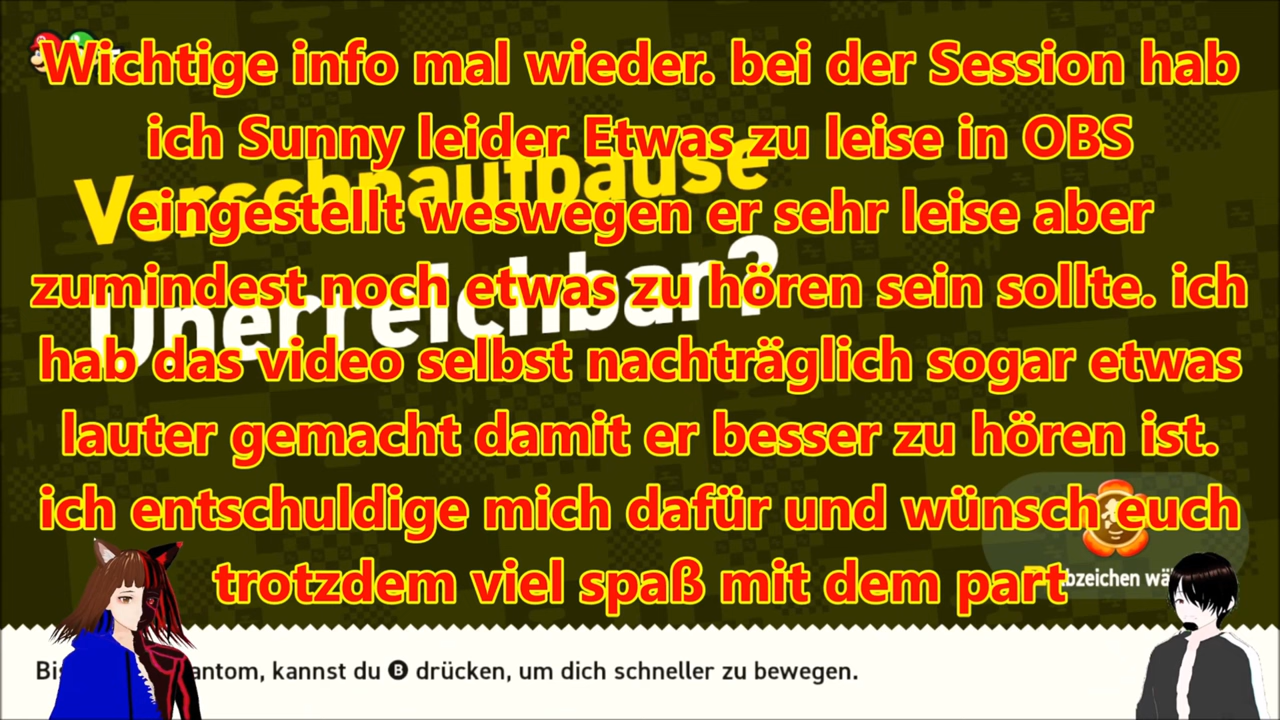 Wichtige info mal wieder. bei der Session hab
ich Sunny leider Etwas zu leise in OBS
eingestellt weswegen er sehr leise aber
zumindest noch etwas zu hören sein sollte. ich
hab das video selbst nachträglich sogar etwas
lauter gemacht damit er besser zu hören ist.
ich entschuldige mich dafür und wünsch euch
trotzdem viel spaß mit dem part
Verschnaufpause
Unerreichbar?
kannst du B drücken, um dich schneller zu bewegen.